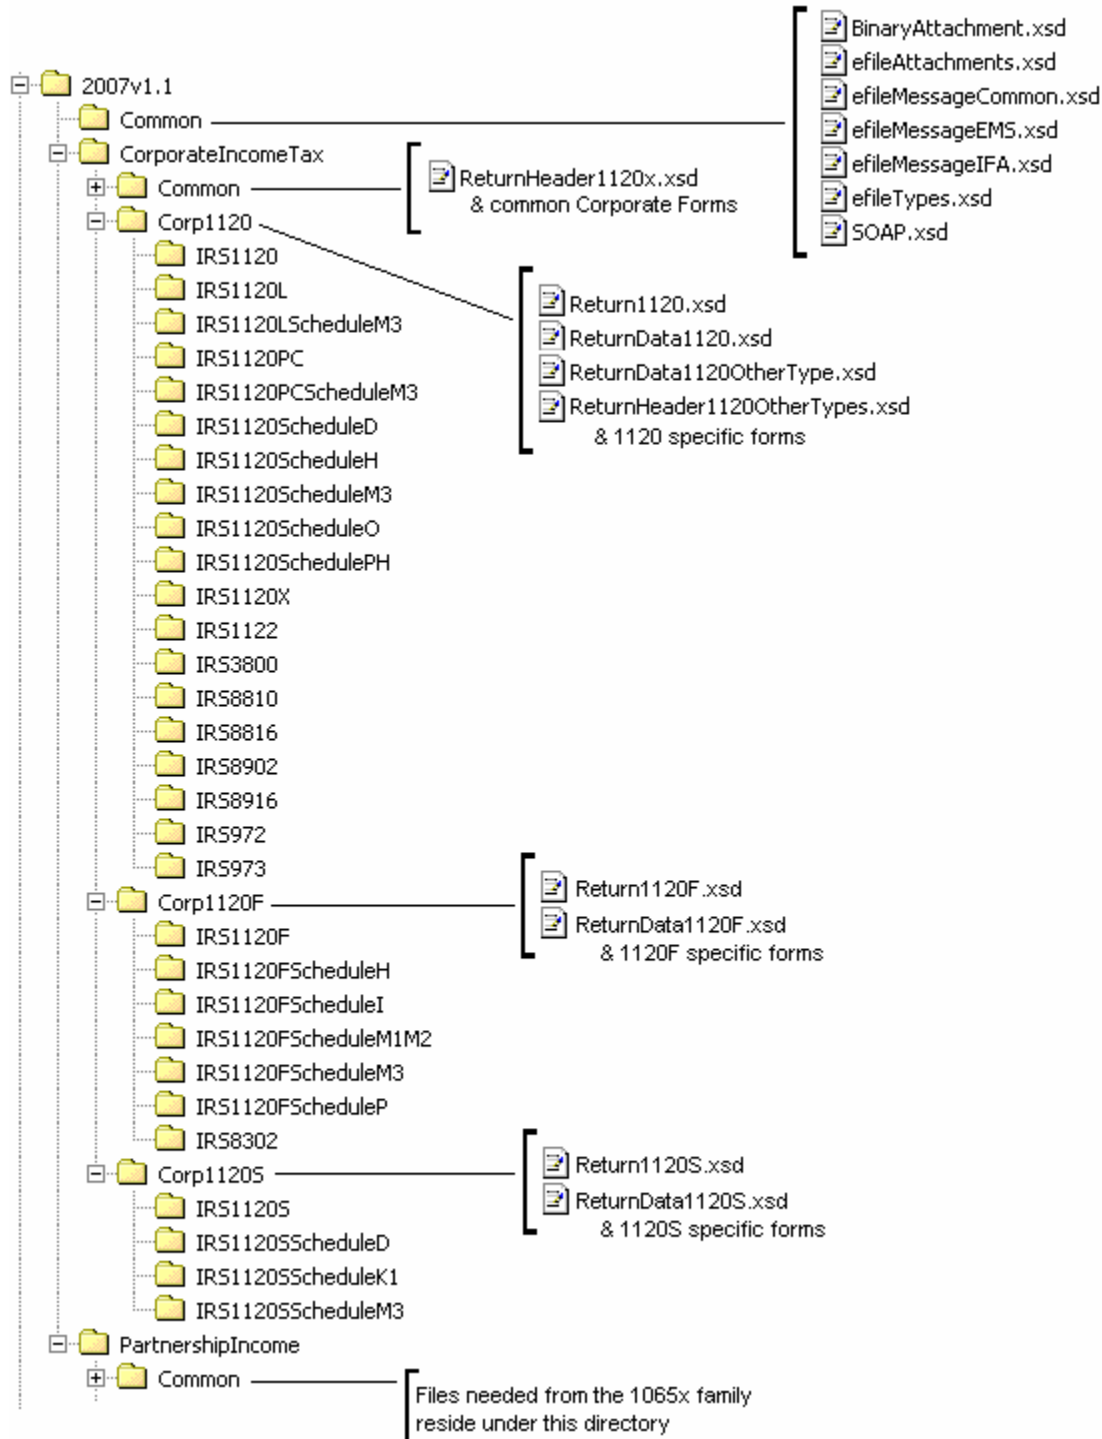 2007v1.1
Common
BinaryAttachment.xsd
efileAttachments.xsd
efileMessageCommon.xsd
efileMessageEMS.xsd
efileMessageIFA.xsd
efileTypes.xsd
SOAP.xsd
CorporateIncomeTax
Common
ReturnHeader1120x.xsd
& common Corporate Forms
Corp1120
Return1120.xsd
ReturnData1120.xsd
ReturnData1120OtherType.xsd
ReturnHeader1120OtherTypes.xsd
& 1120 specific forms
IRS1120
IRS1120L
IRS1120LScheduleM3
IRS1120PC
IRS1120PCScheduleM3
IRS1120ScheduleD
IRS1120ScheduleH
IRS1120ScheduleM3
IRS1120ScheduleO
IRS1120SchedulePH
IRS1120X
IRS1122
IRS3800
IRS8810
IRS8816
IRS8902
IRS8916
IRS972
IRS973
Corp1120F
Return1120F.xsd
ReturnData1120F.xsd
& 1120F specific forms
IRS1120F
IRS1120FScheduleH
IRS1120FScheduleI
IRS1120FScheduleM1M2
IRS1120FScheduleM3
IRS1120FScheduleP
IRS8302
Corp1120S
Return1120S.xsd
ReturnData1120S.xsd
& 1120S specific forms
IRS1120S
IRS1120SScheduleD
IRS1120SScheduleK1
IRS1120SScheduleM3
PartnershipIncome
Common
Files needed from the 1065x family
reside under this directory